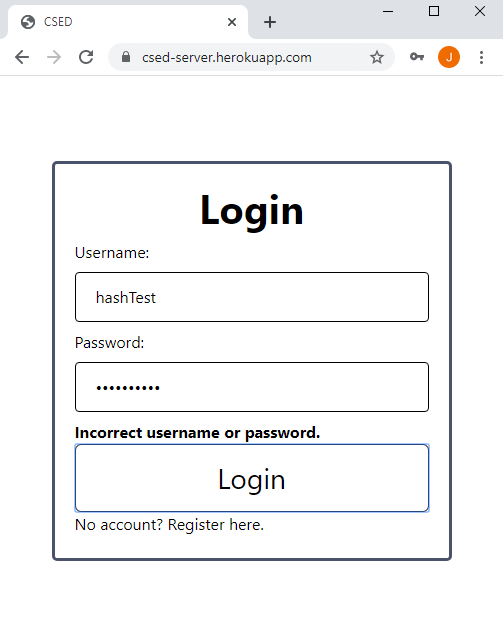 CSED
csed-server.herokuapp.com
J
Login
Username:
hashTest
Password:
••••••••••
Incorrect username or password.
Login
No account? Register here.